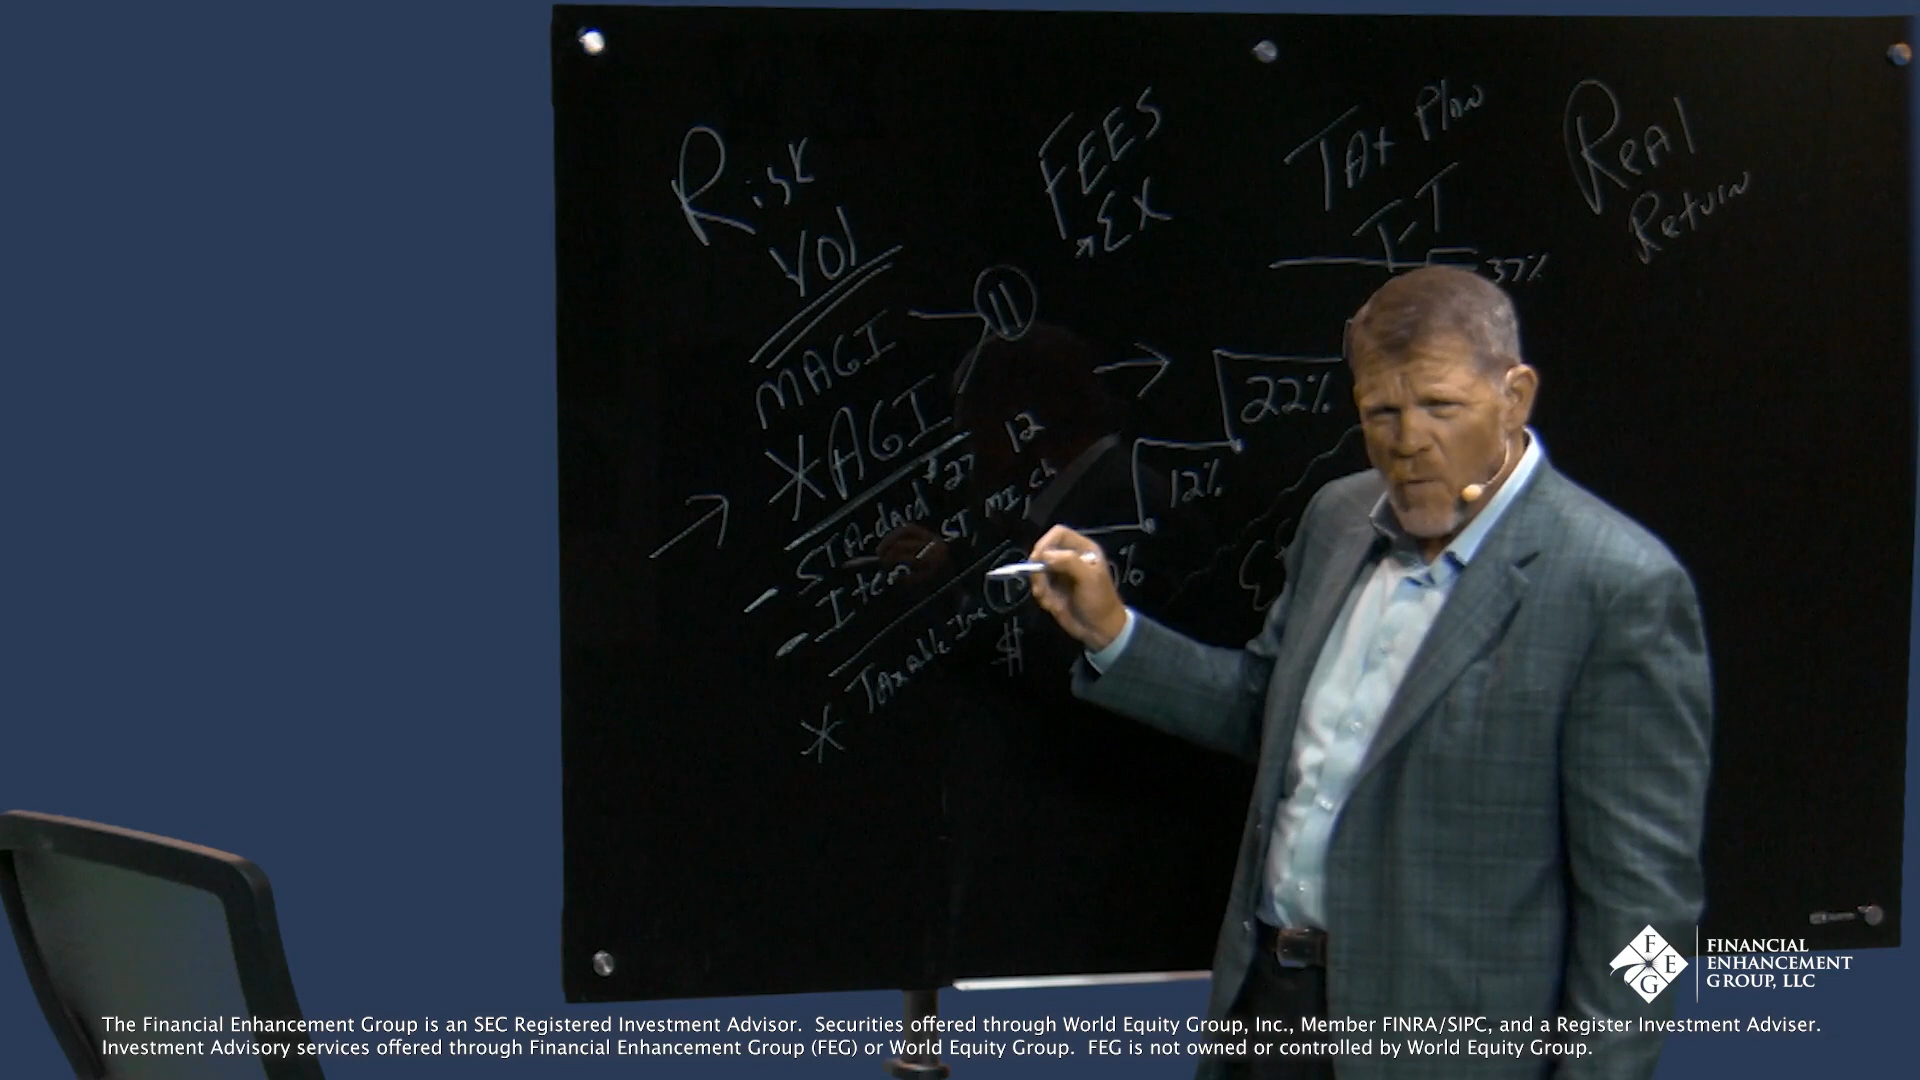 Risk
Vol
FEES
EX
TAX Plan
T-T
Real
Return
37%
MAGI
11
*AGI
22%
12
12%
- Standard $27
- Item - ST, MI, Ch
* Taxable Inc
15
$
%
F
E
G
FINANCIAL
ENHANCEMENT
GROUP, LLC
The Financial Enhancement Group is an SEC Registered Investment Advisor. Securities offered through World Equity Group, Inc., Member FINRA/SIPC, and a Register Investment Adviser.
Investment Advisory services offered through Financial Enhancement Group (FEG) or World Equity Group. FEG is not owned or controlled by World Equity Group.